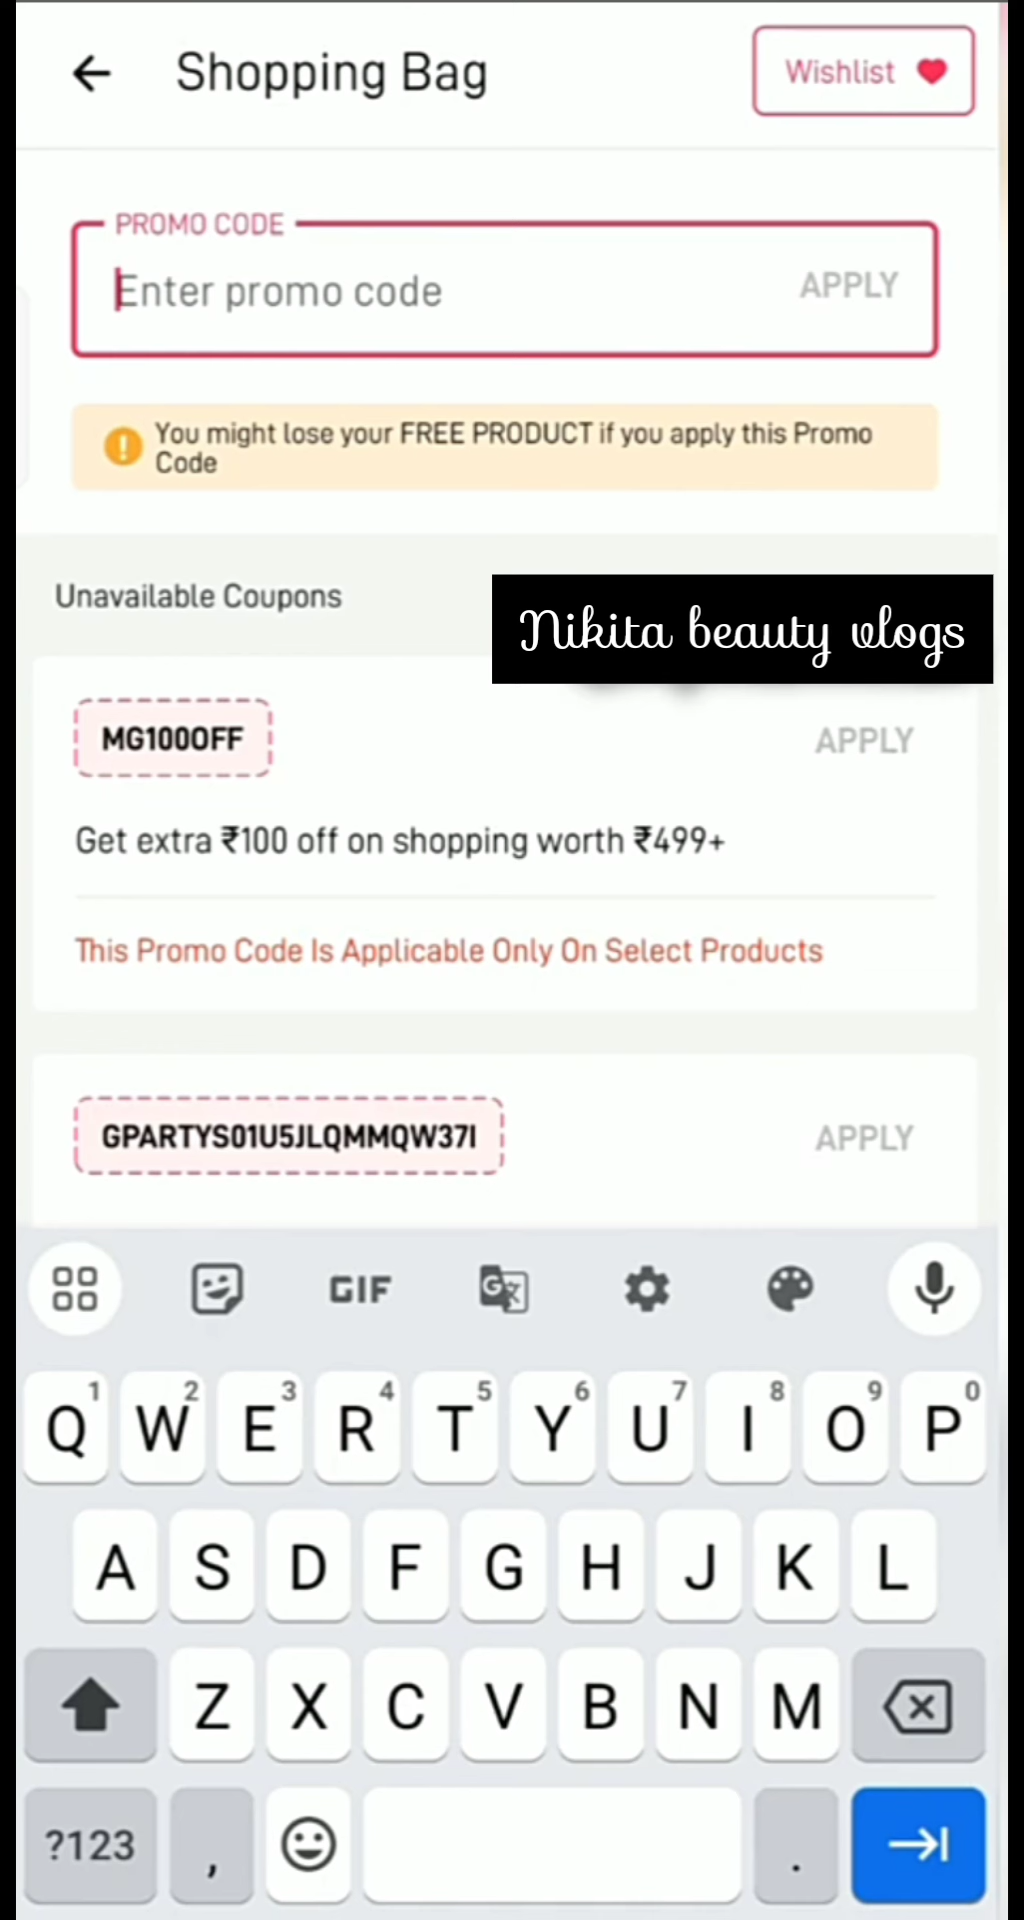 Shopping Bag
Wishlist
PROMO CODE
Enter promo code
APPLY
You might lose your FREE PRODUCT if you apply this Promo
Code
Unavailable Coupons
Nikita beauty vlogs
MG100OFF
APPLY
Get extra ₹100 off on shopping worth ₹499+
This Promo Code Is Applicable Only On Select Products
GPARTYS01U5JLQMMQW37I
APPLY
GIF
G
1 2 3 4 5 6 7 8 9 0
Q W E R T Y U I O P
A S D F G H J K L
Z X C V B N M
?123 , .